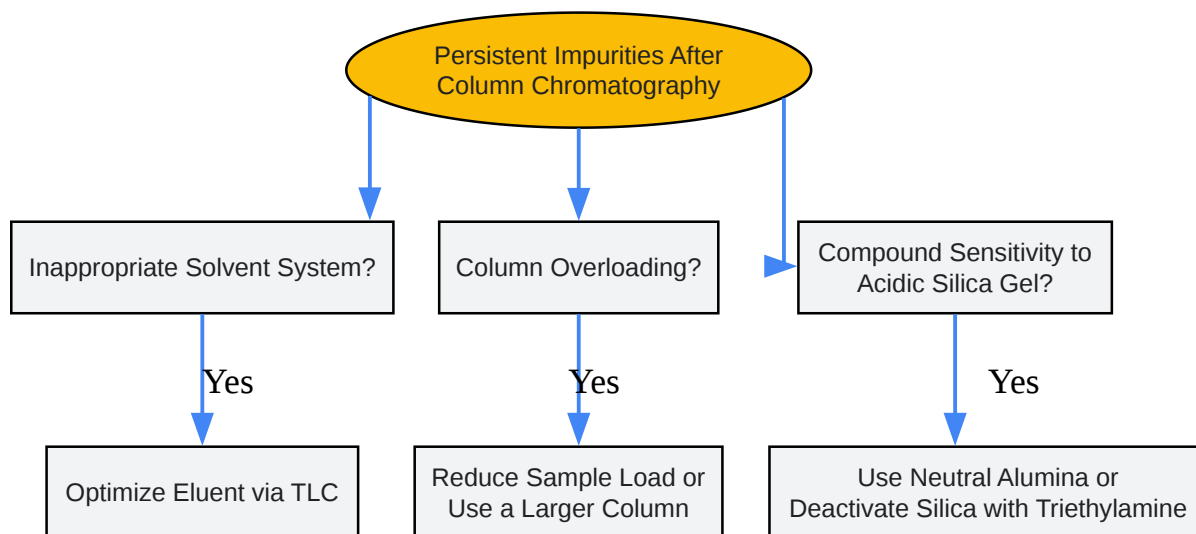 Persistent Impurities After
Column Chromatography
Inappropriate Solvent System?
Column Overloading?
Compound Sensitivity to
Acidic Silica Gel?
Yes
Yes
Yes
Optimize Eluent via TLC
Reduce Sample Load or
Use a Larger Column
Use Neutral Alumina or
Deactivate Silica with Triethylamine